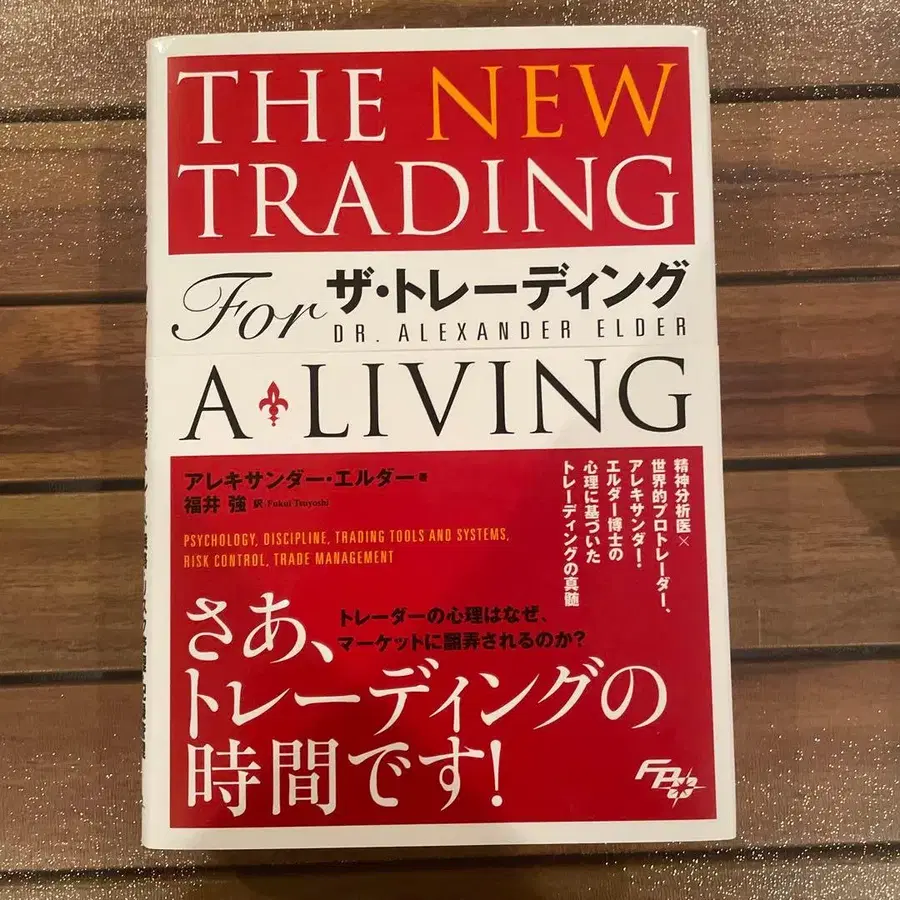 THE NEW
TRADING
For
ザ・トレーディング
DR. ALEXANDER ELDER
A LIVING
アレキサンダー・エルダー 著
福井 強 訳 Fukui Tsuyoshi
PSYCHOLOGY, DISCIPLINE, TRADING TOOLS AND SYSTEMS,
RISK CONTROL, TRADE MANAGEMENT
精神分析医×
世界的プロトレーダー、
アレキサンダー・
エルダー博士の
心理に基づいた
トレーディングの真髄
トレーダーの心理はなぜ、
マーケットに翻弄されるのか?
さあ、
トレーディングの
時間です!
FPO